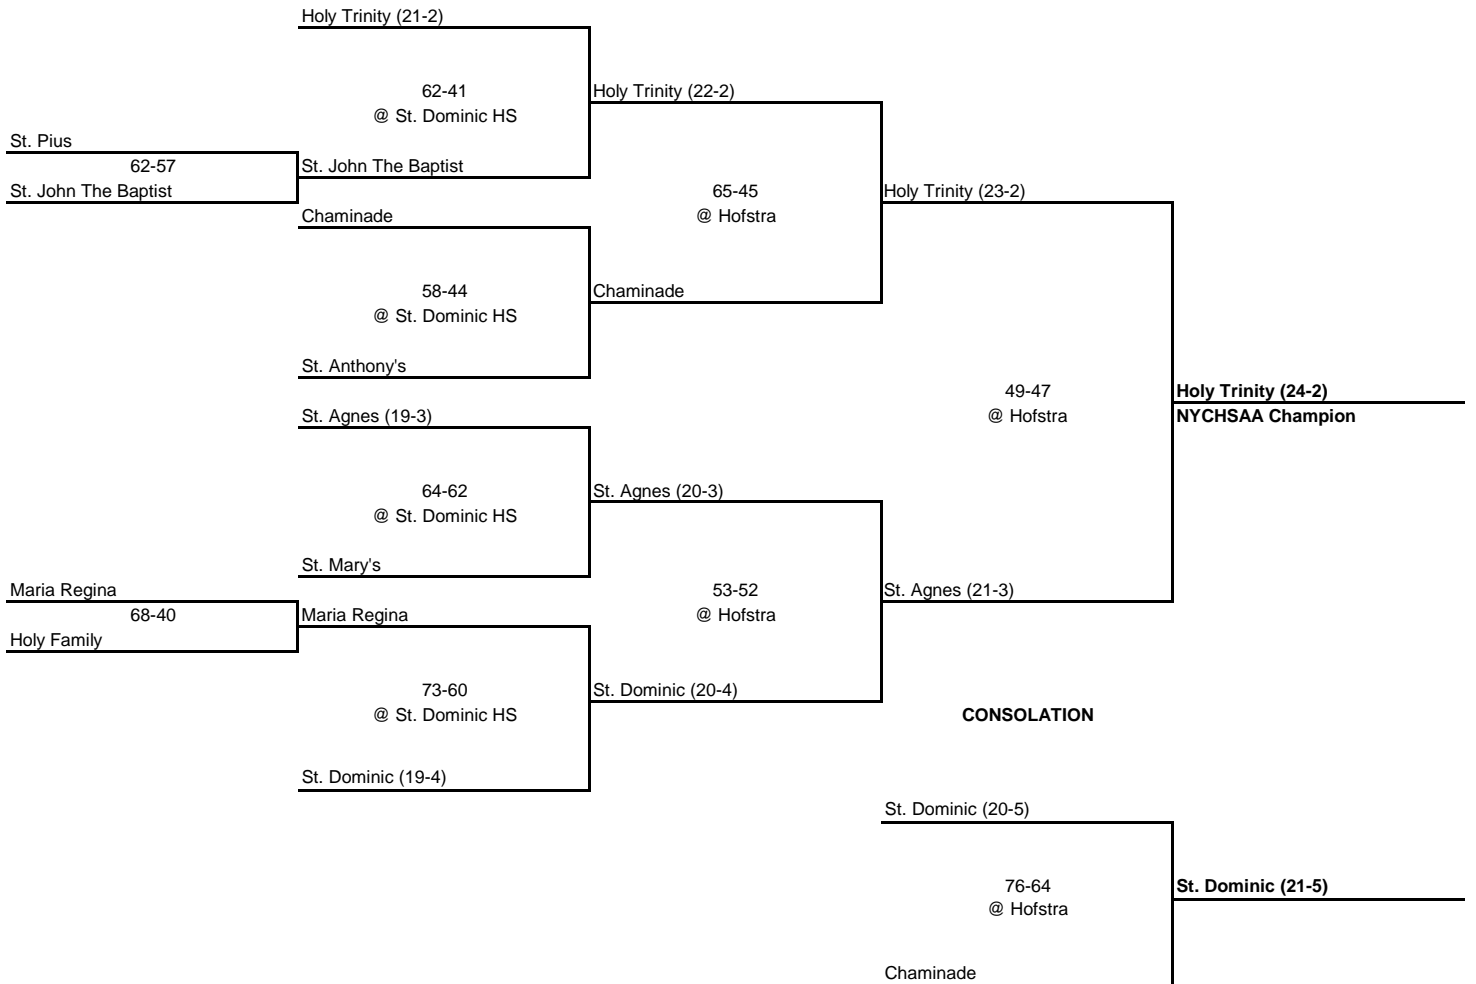 Holy Trinity (21-2)
62-41
@ St. Dominic HS
Holy Trinity (22-2)
St. Pius
62-57
St. John The Baptist
St. John The Baptist
65-45
@ Hofstra
Holy Trinity (23-2)
Chaminade
58-44
@ St. Dominic HS
Chaminade
St. Anthony's
49-47
@ Hofstra
Holy Trinity (24-2)
NYCHSAA Champion
St. Agnes (19-3)
64-62
@ St. Dominic HS
St. Agnes (20-3)
St. Mary's
Maria Regina
68-40
Holy Family
Maria Regina
53-52
@ Hofstra
St. Agnes (21-3)
73-60
@ St. Dominic HS
St. Dominic (20-4)
CONSOLATION
St. Dominic (19-4)
St. Dominic (20-5)
76-64
@ Hofstra
St. Dominic (21-5)
Chaminade